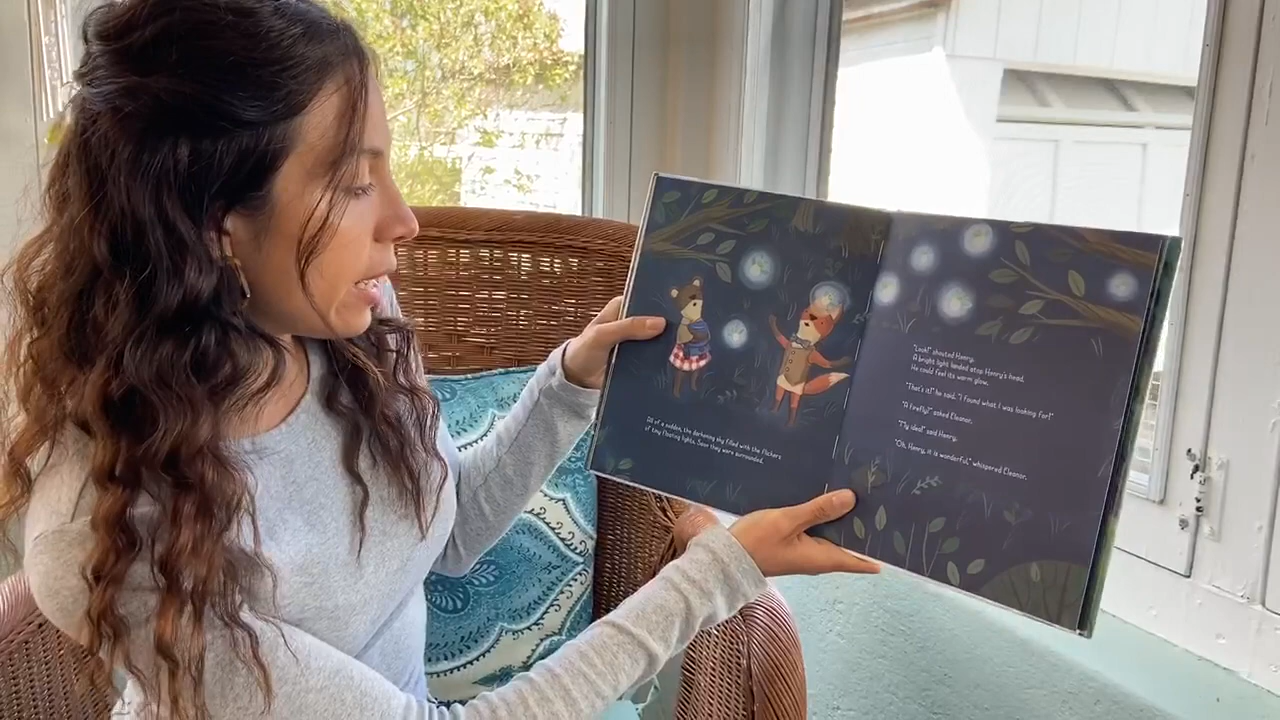 All of a sudden, the darkening sky filled with the flickers
of tiny floating lights. Soon they were surrounded.
"Look!" shouted Henry.
A bright light landed atop Henry's head.
He could feel its warm glow.
"That's it!" he said. "I found what I was looking for!"
"A firefly?" asked Eleanor.
"My idea!" said Henry.
"Oh, Henry, it is wonderful," whispered Eleanor.